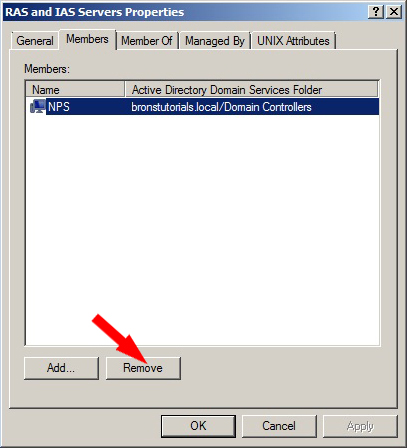 RAS and IAS Servers Properties
General Members Member Of Managed By UNIX Attributes
Members:
Name Active Directory Domain Services Folder
NPS bronstutorials.local/Domain Controllers
Add... Remove
OK Cancel Apply